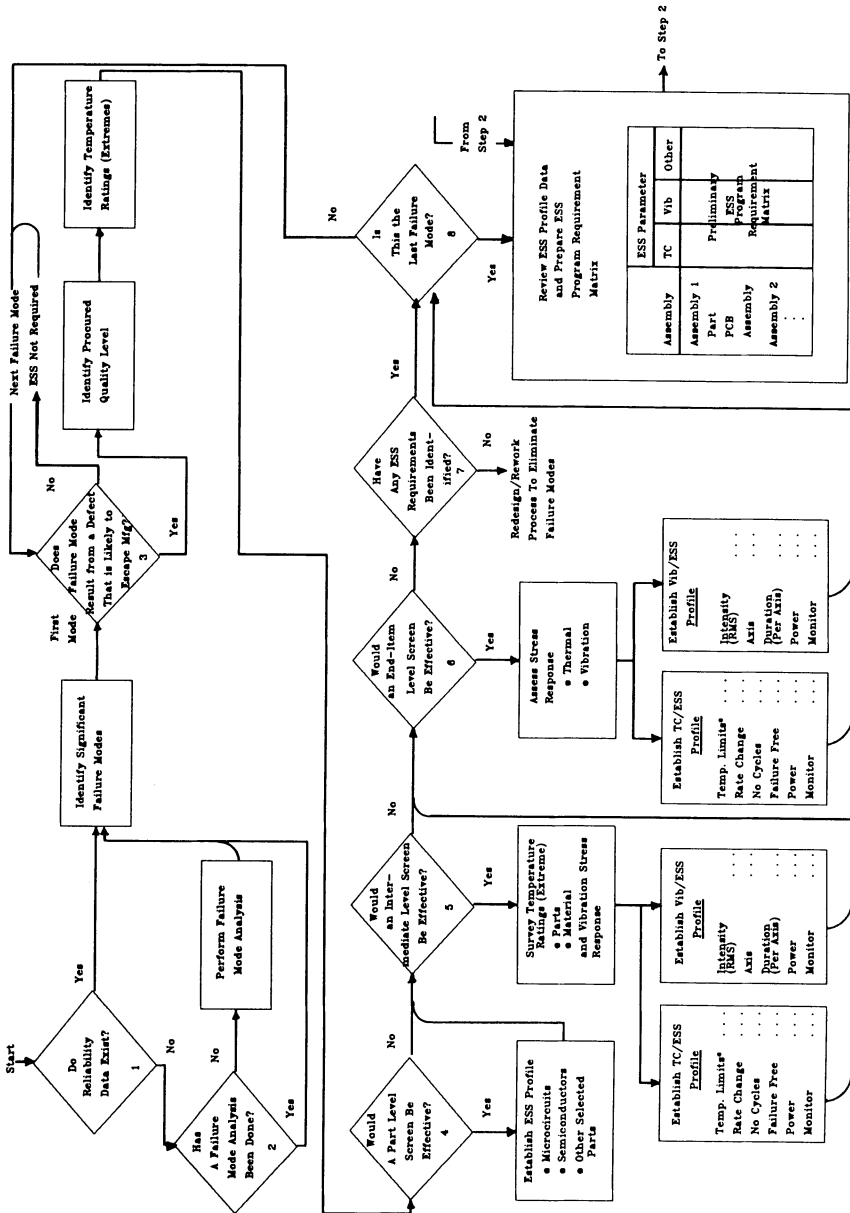 Start
Do
Reliability
Data Exist?
1
Yes
No
Has
A Failure
Mode Analysis
Been Done?
2
No
Yes
Perform Failure
Mode Analysis
Identify Significant
Failure Modes
First
Mode
Does
Failure Mode
Result from a Defect
That is Likely to
Escape Mfg?
3
No
Yes
Next Failure Mode
ESS Not Required
Identify Procured
Quality Level
Identify Temperature
Ratings (Extremes)
Would
A Part Level
Screen Be
Effective?
4
No
Yes
Establish ESS Profile
● Microcircuits
● Semiconductors
● Other Selected
Parts
Would
an Inter-
mediate Level Screen
Be Effective?
5
No
Yes
Survey Temperature
Ratings (Extreme)
● Parts
● Material
and Vibration Stress
Response
Establish TC/ESS
Profile
Temp. Limits* . . .
Rate Change . . .
No Cycles . . .
Failure Free . . .
Power . . .
Monitor . . .
Establish Vib/ESS
Profile
Intensity . . .
(RMS)
Axis . . .
Duration . . .
(Per Axis)
Power . . .
Monitor . . .
Would
an End-Item
Level Screen
Be Effective?
6
No
Yes
Assess Stress
Response
● Thermal
● Vibration
Establish TC/ESS
Profile
Temp. Limits* . . .
Rate Change . . .
No Cycles . . .
Failure Free . . .
Power . . .
Monitor . . .
Establish Vib/ESS
Profile
Intensity . . . .
(RMS)
Axis . . . .
Duration . . . .
(Per Axis)
Power . . . .
Monitor . . . .
Have
Any ESS
Requirements
Been Ident-
ified?
7
Yes
No
Redesign/Rework
Process To Eliminate
Failure Modes
Is
This the
Last Failure
Mode?
8
No
Yes
From
Step 2
Review ESS Profile Data
and Prepare ESS
Program Requirement
Matrix
ESS Parameter
Assembly TC Vib Other
Assembly 1
Part
PCB
Assembly
Assembly 2
:
:
Preliminary
ESS
Program
Requirement
Matrix
To Step 2